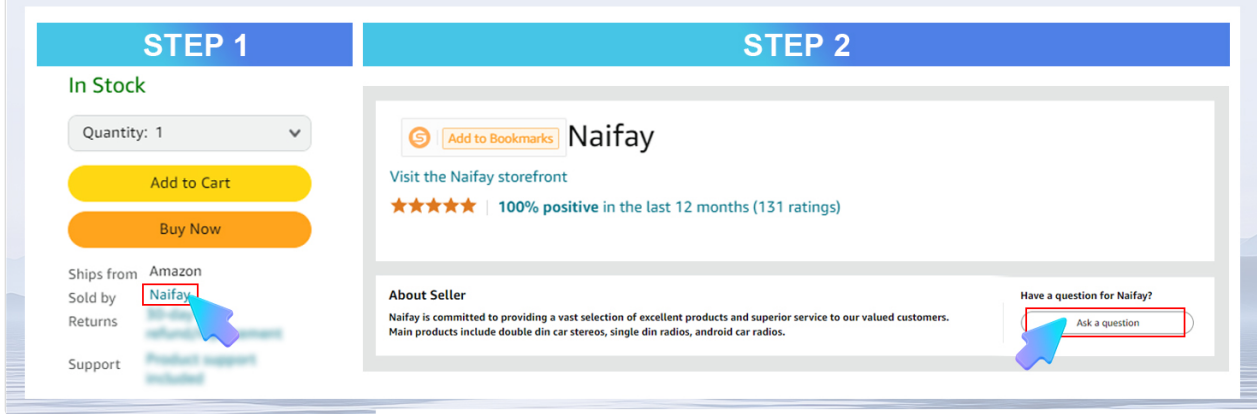 STEP 1
In Stock
Quantity: 1
Add to Cart
Buy Now
Ships from Amazon
Sold by Naifay
Returns
Support
STEP 2
S Add to Bookmarks Naifay
Visit the Naifay storefront
100% positive in the last 12 months (131 ratings)
About Seller
Naifay is committed to providing a vast selection of excellent products and superior service to our valued customers.
Main products include double din car stereos, single din radios, android car radios.
Have a question for Naifay?
Ask a question